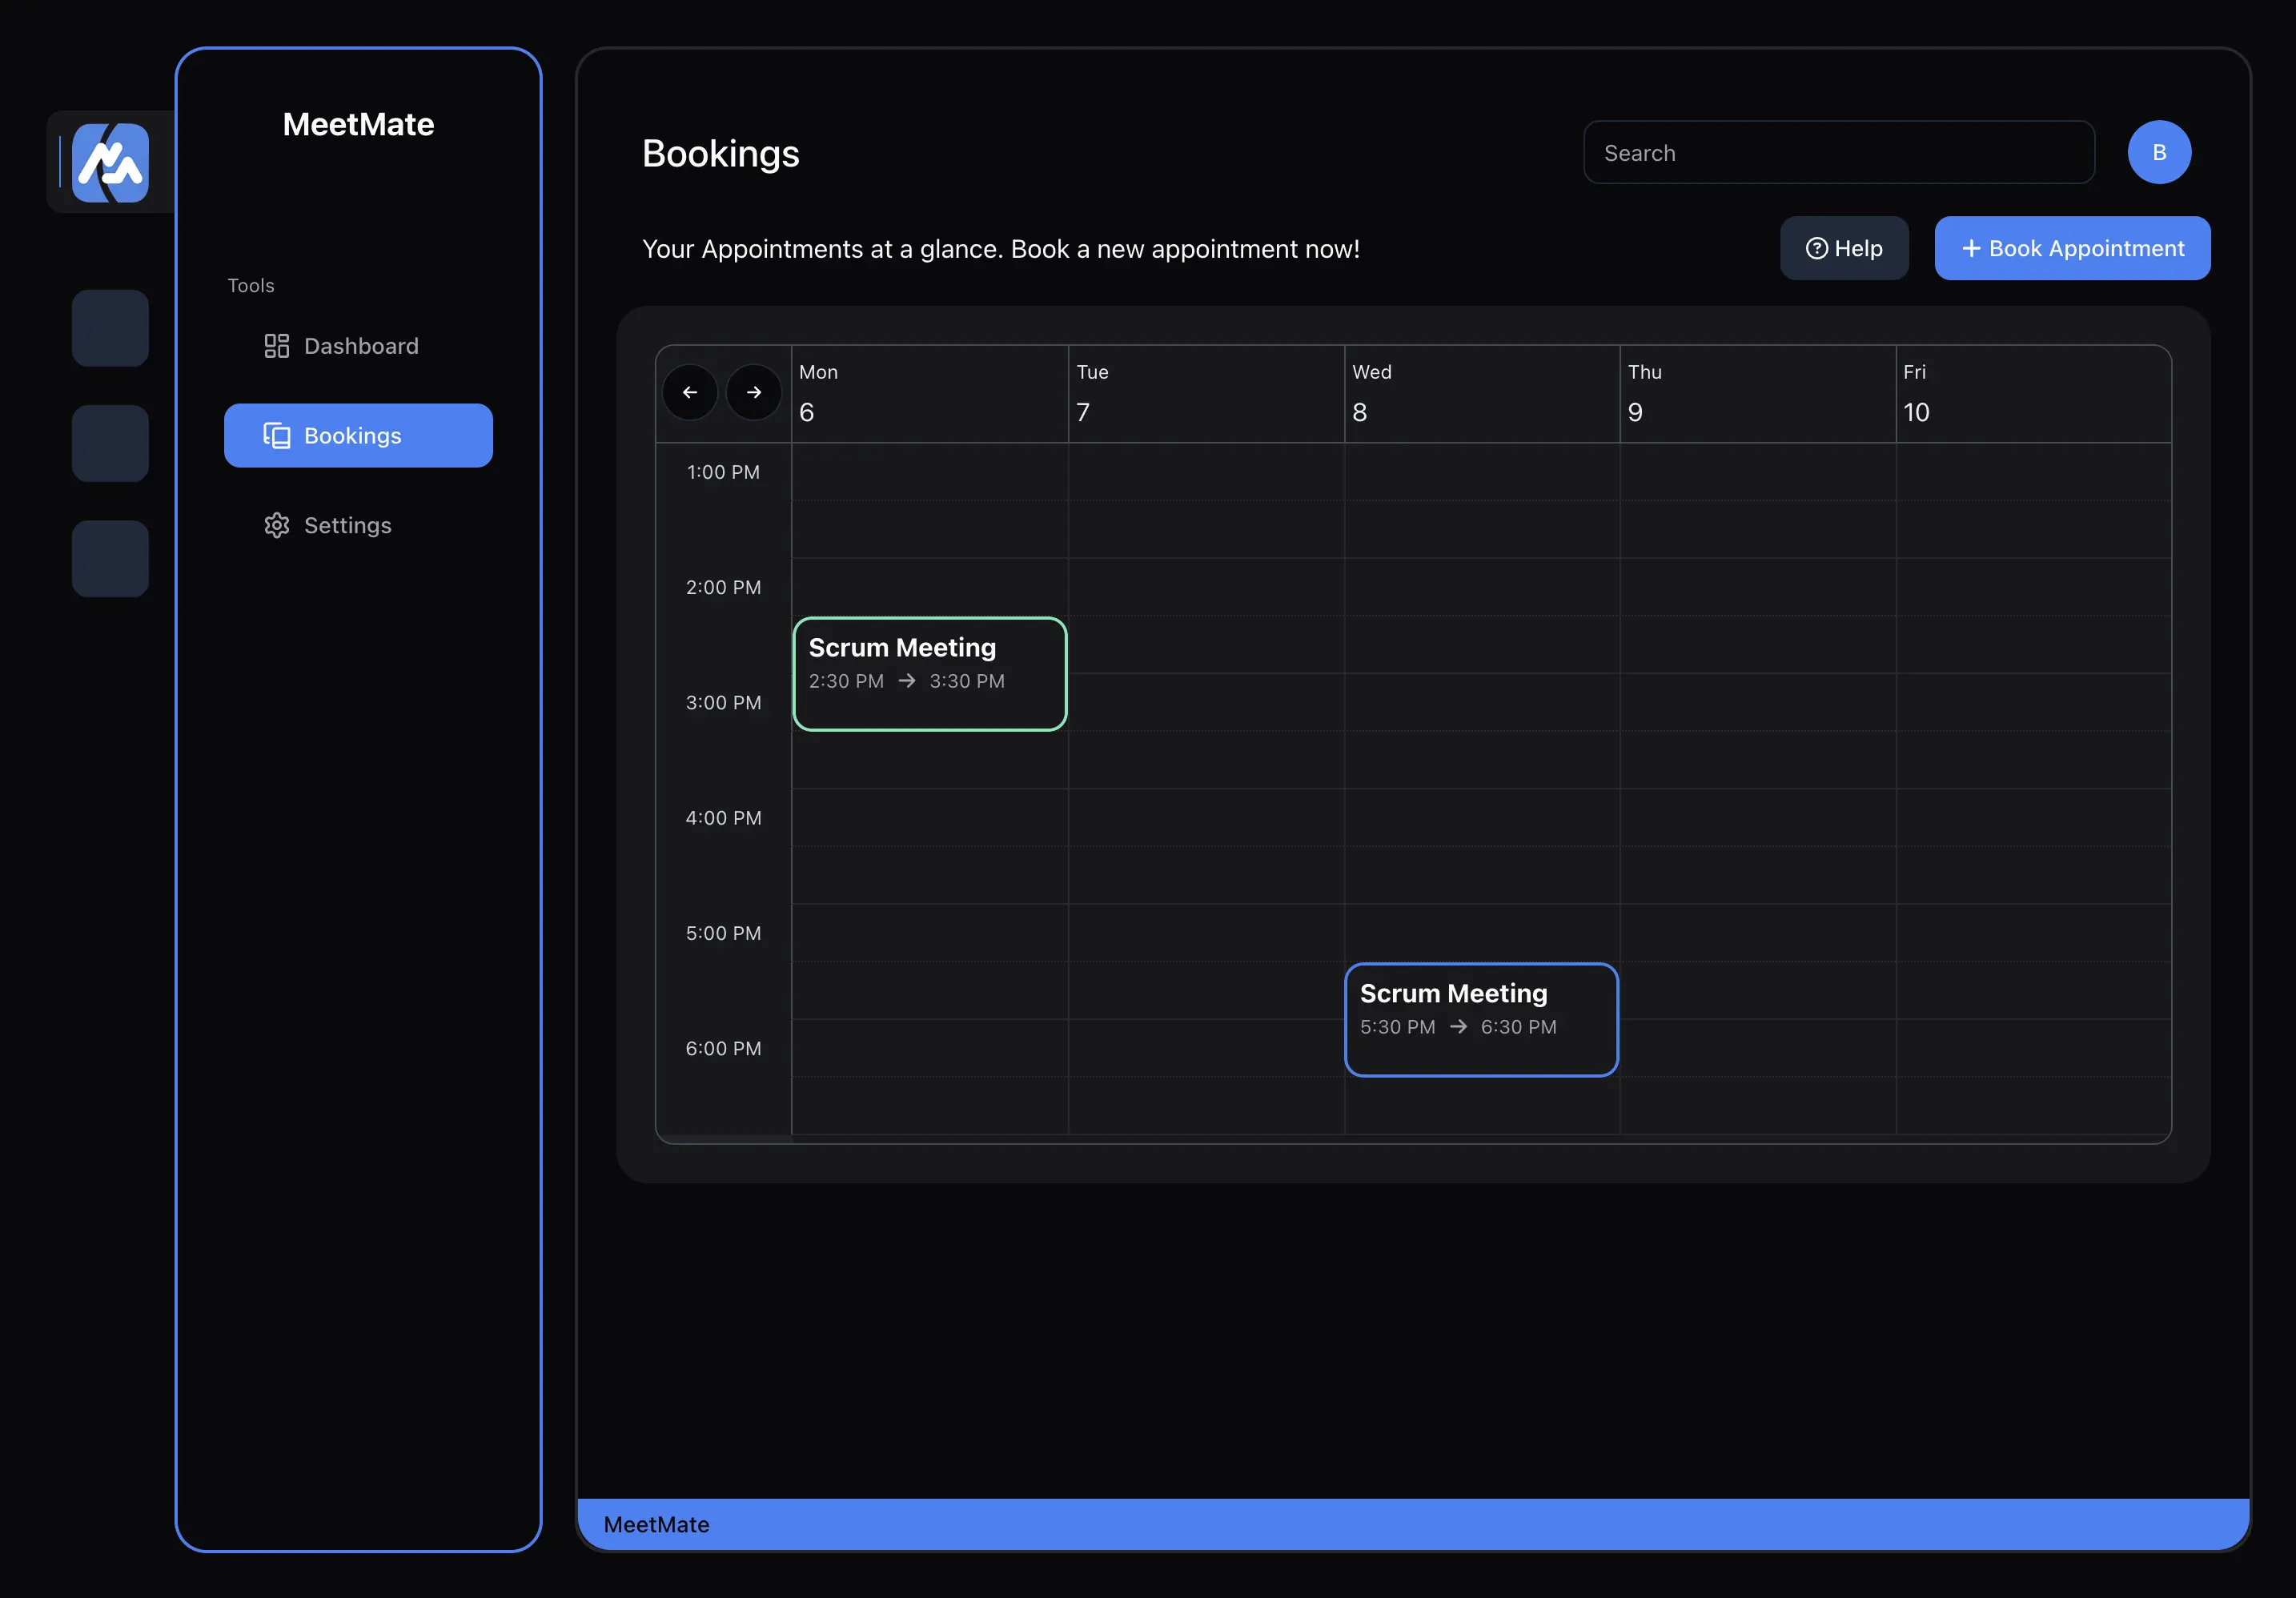 MeetMate
Tools
Dashboard
Bookings
Settings
Bookings
Search
B
Your Appointments at a glance. Book a new appointment now!
Help
+ Book Appointment
Mon
6
Tue
7
Wed
8
Thu
9
Fri
10
1:00 PM
2:00 PM
Scrum Meeting
2:30 PM → 3:30 PM
3:00 PM
4:00 PM
5:00 PM
Scrum Meeting
5:30 PM → 6:30 PM
6:00 PM
MeetMate